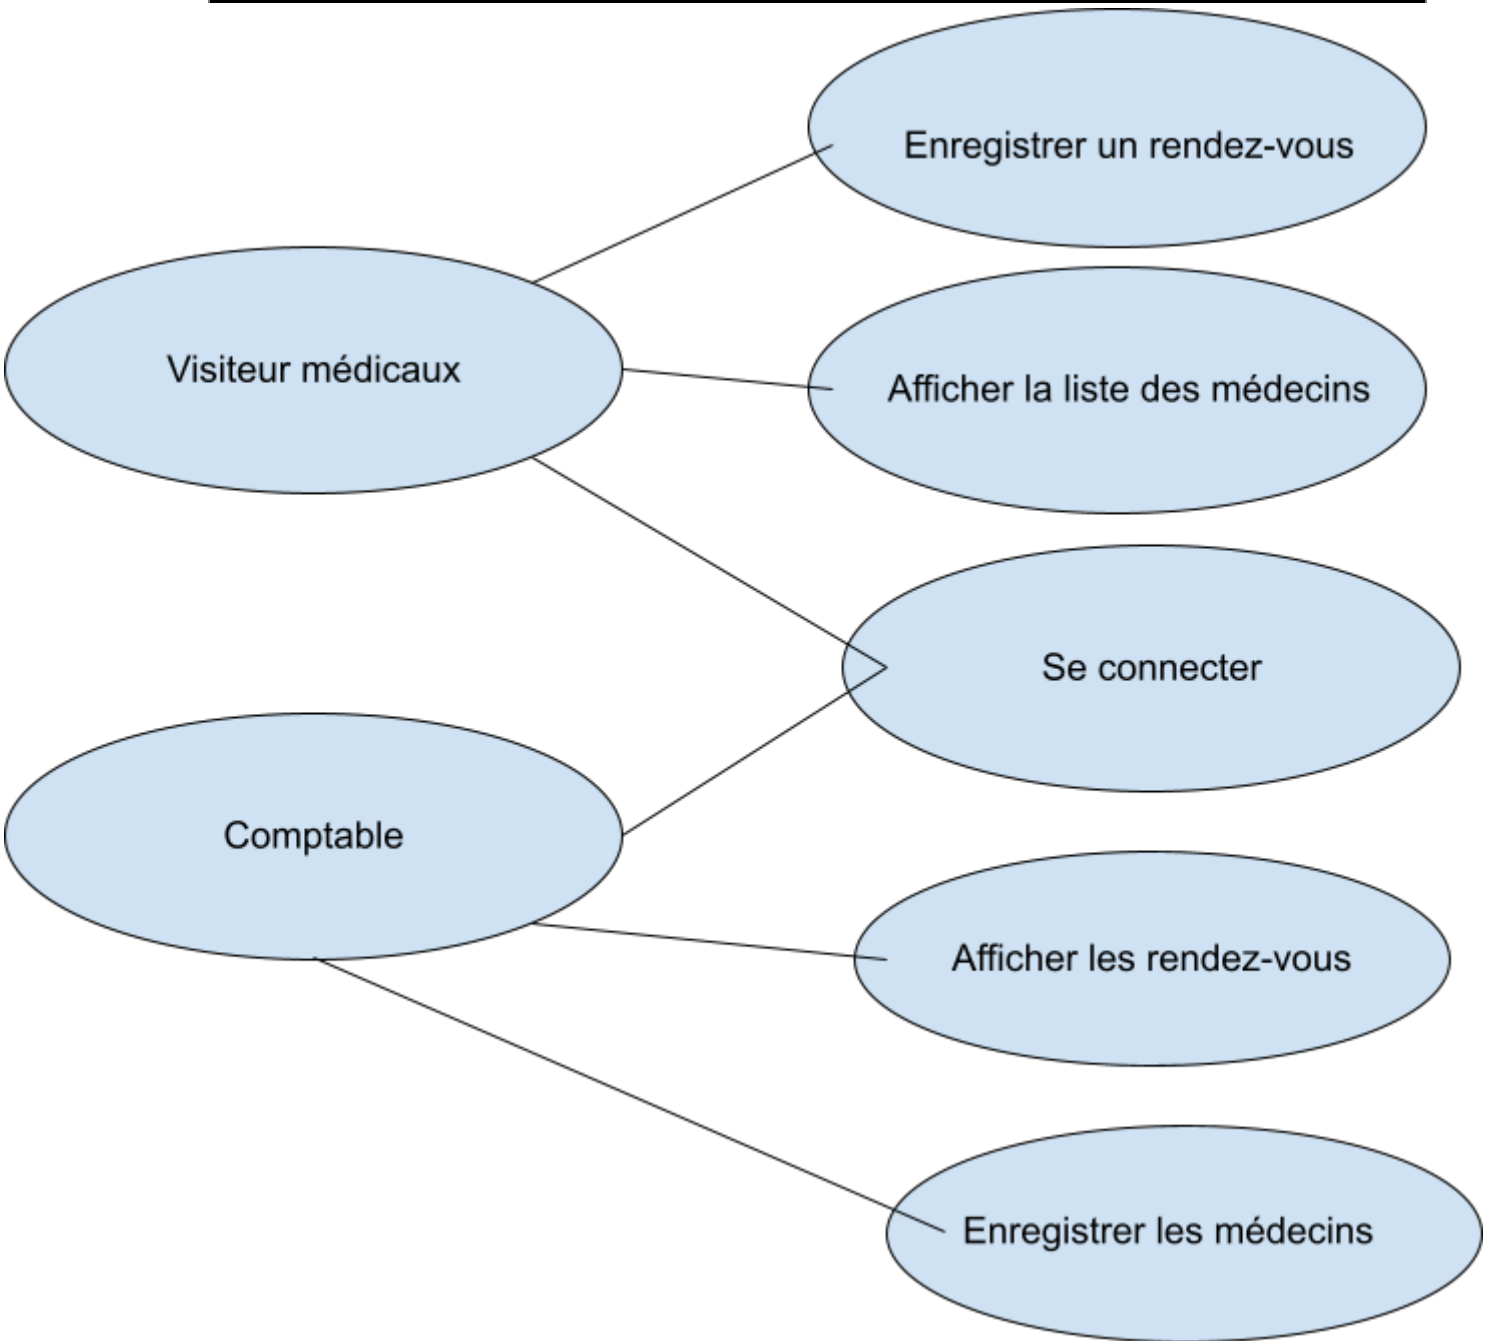 Enregistrer un rendez-vous
Visiteur médicaux
Afficher la liste des médecins
Se connecter
Comptable
Afficher les rendez-vous
Enregistrer les médecins